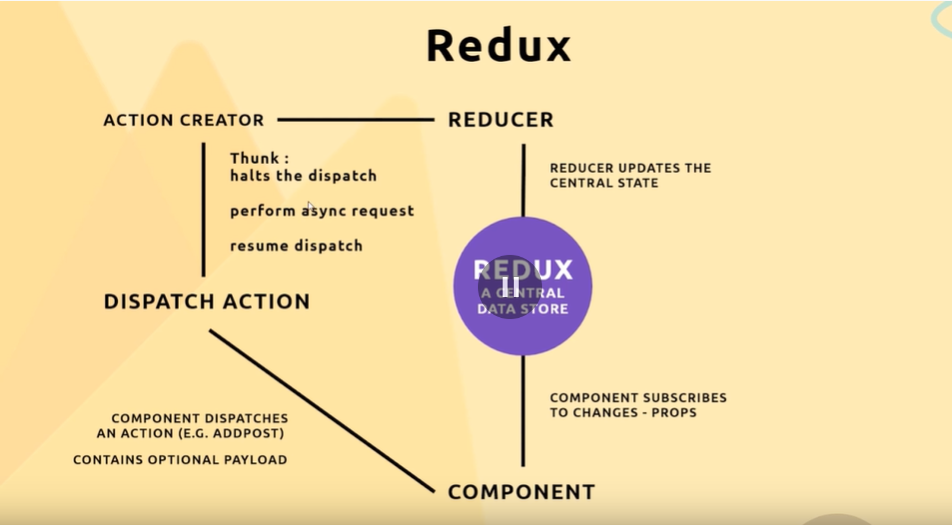 Redux
ACTION CREATOR
REDUCER
Thunk :
halts the dispatch
perform async request
resume dispatch
REDUCER UPDATES THE
CENTRAL STATE
REDUX
A CENTRAL
DATA STORE
DISPATCH ACTION
COMPONENT DISPATCHES
AN ACTION (E.G. ADDPOST)
CONTAINS OPTIONAL PAYLOAD
COMPONENT SUBSCRIBES
TO CHANGES - PROPS
COMPONENT